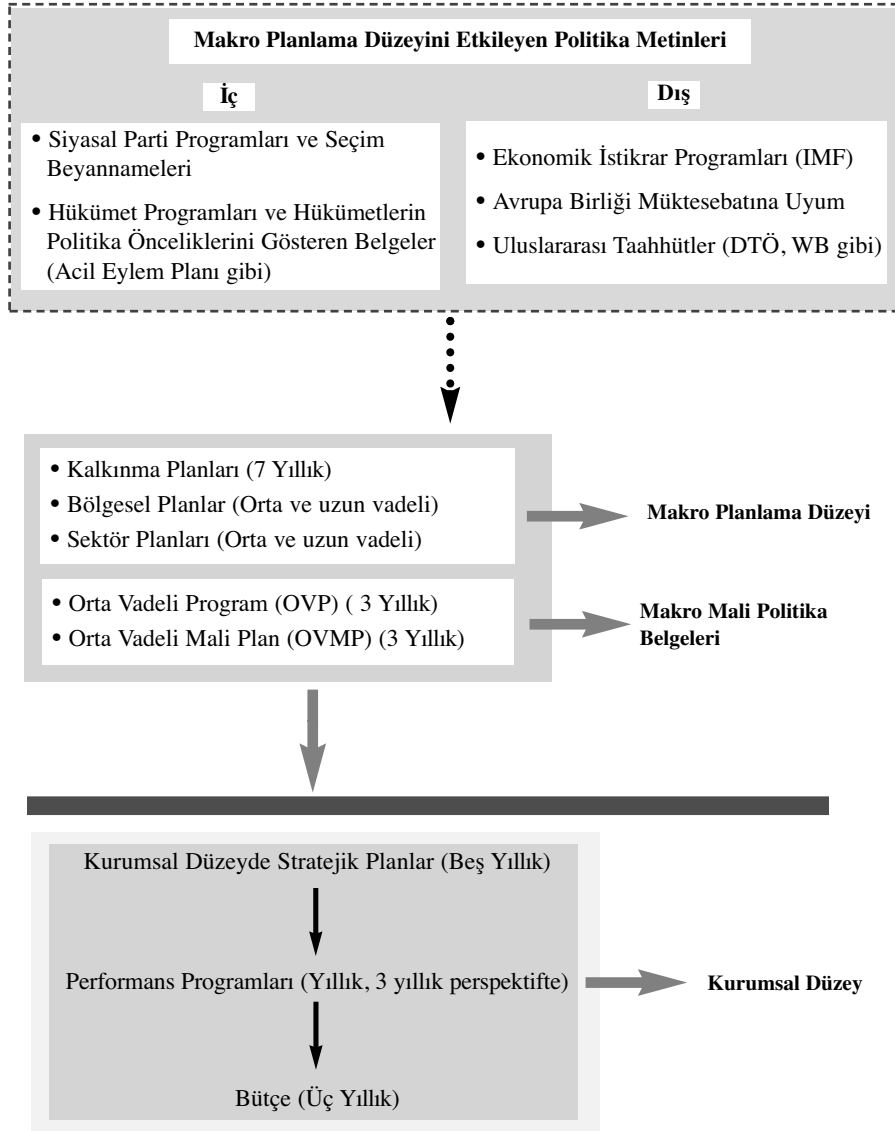 Makro Planlama Düzeyini Etkileyen Politika Metinleri
İç
• Siyasal Parti Programları ve Seçim
Beyannameleri
• Hükümet Programları ve Hükümetlerin
Politika Önceliklerini Gösteren Belgeler
(Acil Eylem Planı gibi)
Dış
• Ekonomik İstikrar Programları (IMF)
• Avrupa Birliği Müktesebatına Uyum
• Uluslararası Taahhütler (DTÖ, WB gibi)
• Kalkınma Planları (7 Yıllık)
• Bölgesel Planlar (Orta ve uzun vadeli)
• Sektör Planları (Orta ve uzun vadeli)
Makro Planlama Düzeyi
• Orta Vadeli Program (OVP) ( 3 Yıllık)
• Orta Vadeli Mali Plan (OVMP) (3 Yıllık)
Makro Mali Politika
Belgeleri
Kurumsal Düzeyde Stratejik Planlar (Beş Yıllık)
Performans Programları (Yıllık, 3 yıllık perspektifte)
Kurumsal Düzey
Bütçe (Üç Yıllık)